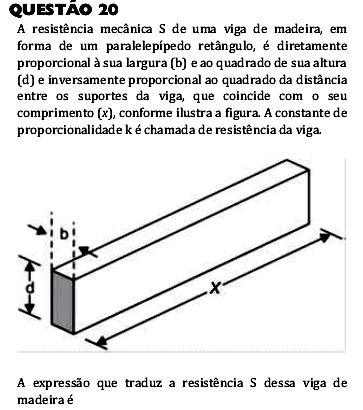 QUESTÃO 20
A resistência mecânica S de uma viga de madeira, em
forma de um paralelepípedo retângulo, é diretamente
proporcional à sua largura (b) e ao quadrado de sua altura
(d) e inversamente proporcional ao quadrado da distância
entre os suportes da viga, que coincide com o seu
comprimento (x), conforme ilustra a figura. A constante de
proporcionalidade k é chamada de resistência da viga.
b
d
X
A expressão que traduz a resistência S dessa viga de
madeira é